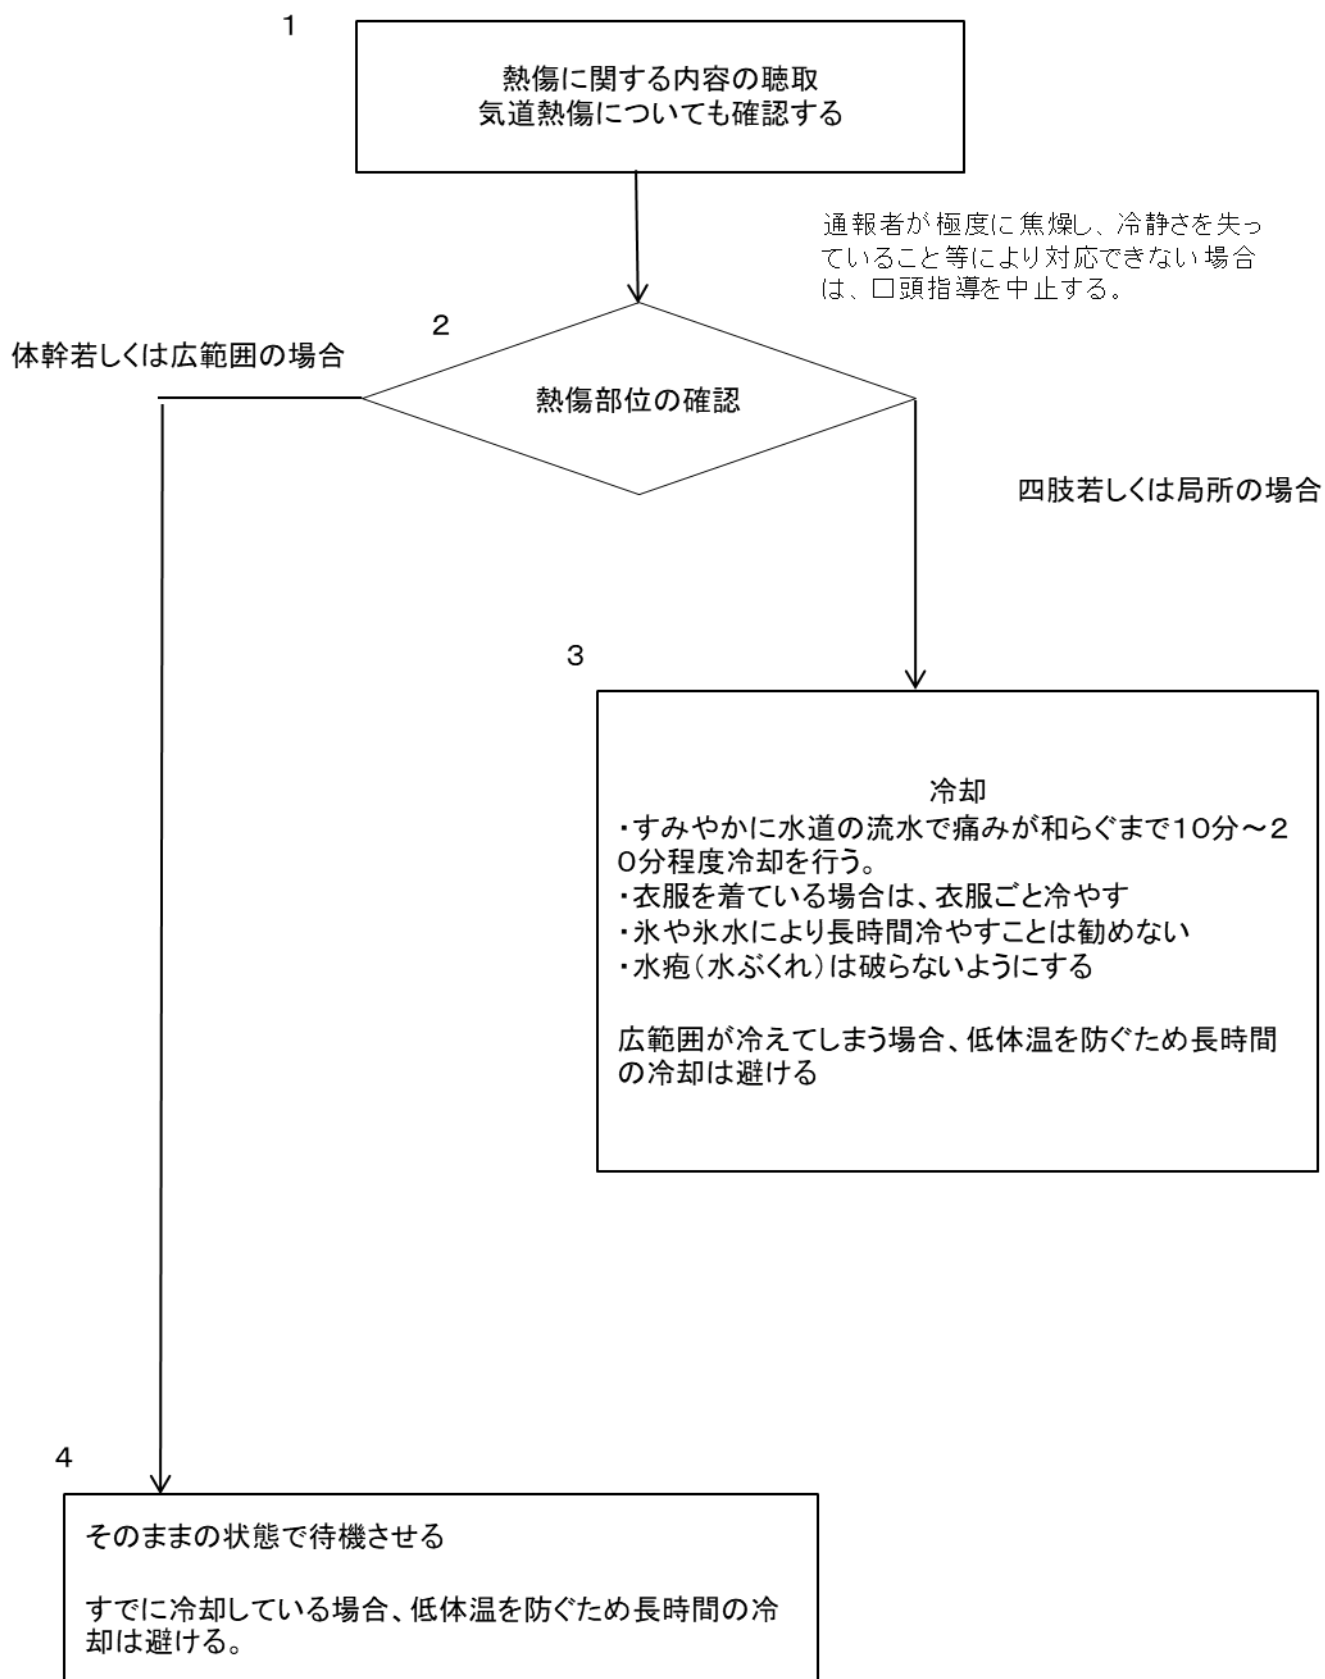 1
熱傷に関する内容の聴取
気道熱傷についても確認する
通報者が極度に焦燥し、冷静さを失っ
ていること等により対応できない場合
は、口頭指導を中止する。
2
体幹若しくは広範囲の場合
熱傷部位の確認
四肢若しくは局所の場合
3
冷却
・すみやかに水道の流水で痛みが和らぐまで10分～2
0分程度冷却を行う。
・衣服を着ている場合は、衣服ごと冷やす
・氷や氷水により長時間冷やすことは勧めない
・水疱（水ぶくれ）は破らないようにする
広範囲が冷えてしまう場合、低体温を防ぐため長時間
の冷却は避ける
4
そのままの状態で待機させる
すでに冷却している場合、低体温を防ぐため長時間の冷
却は避ける。